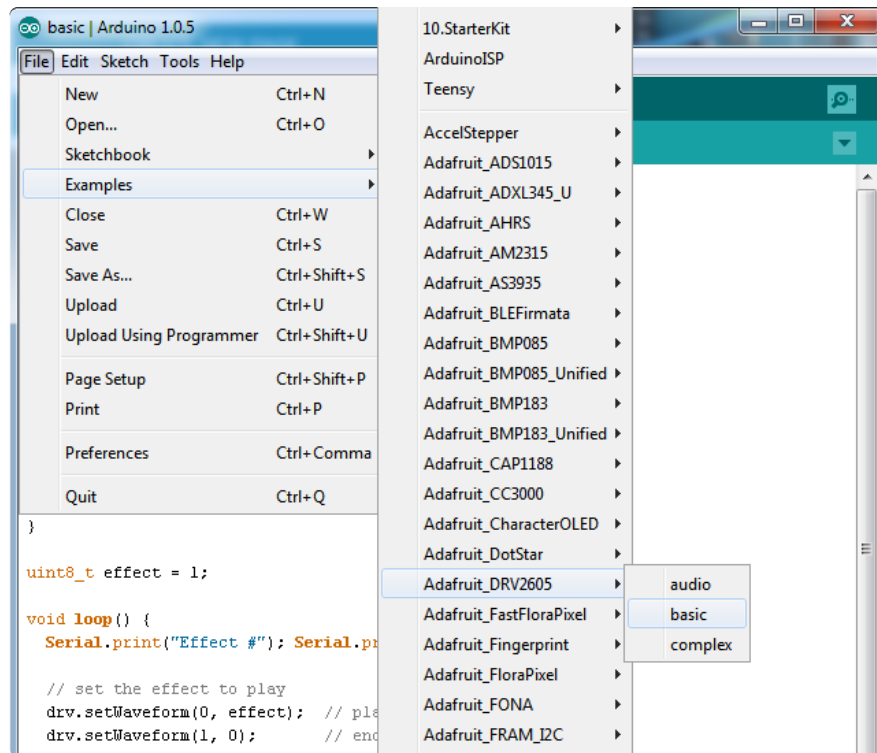 basic | Arduino 1.0.5
File Edit Sketch Tools Help
New Ctrl+N
Open... Ctrl+O
Sketchbook
Examples
Close Ctrl+W
Save Ctrl+S
Save As... Ctrl+Shift+S
Upload Ctrl+U
Upload Using Programmer Ctrl+Shift+U
Page Setup Ctrl+Shift+P
Print Ctrl+P
Preferences Ctrl+Comma
Quit Ctrl+Q
10.StarterKit
ArduinoISP
Teensy
AccelStepper
Adafruit_ADS1015
Adafruit_ADXL345_U
Adafruit_AHRS
Adafruit_AM2315
Adafruit_AS3935
Adafruit_BLEFirmata
Adafruit_BMP085
Adafruit_BMP085_Unified
Adafruit_BMP183
Adafruit_BMP183_Unified
Adafruit_CAP1188
Adafruit_CC3000
Adafruit_CharacterOLED
Adafruit_DotStar
Adafruit_DRV2605
Adafruit_FastFloraPixel
Adafruit_Fingerprint
Adafruit_FloraPixel
Adafruit_FONA
Adafruit_FRAM_I2C
audio
basic
complex
}
uint8_t effect = 1;
void loop() {
Serial.print("Effect #"); Serial.pr
// set the effect to play
drv.setWaveform(0, effect); // pla
drv.setWaveform(1, 0); // end